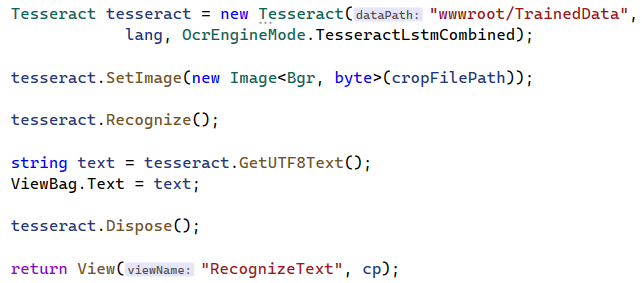 Tesseract tesseract = new Tesseract(dataPath: "wwwroot/TrainedData",
lang, OcrEngineMode.TesseractLstmCombined);
tesseract.SetImage(new Image<Bgr, byte>(cropFilePath));
tesseract.Recognize();
string text = tesseract.GetUTF8Text();
ViewBag.Text = text;
tesseract.Dispose();
return View(viewName: "RecognizeText", cp);